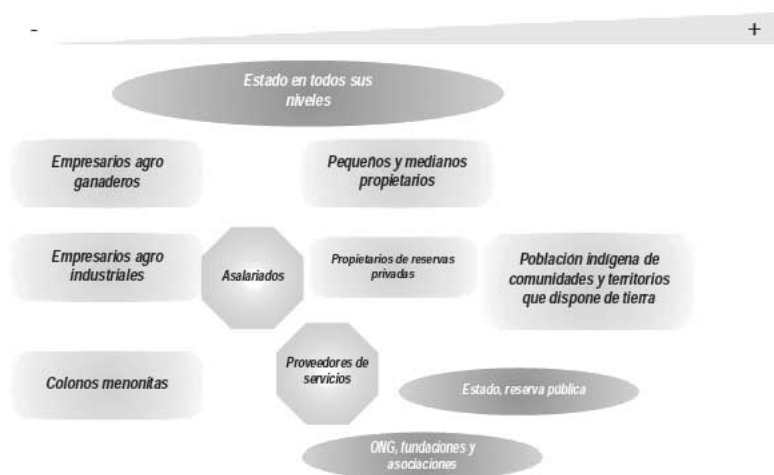 - +
Estado en todos sus
niveles
Empresarios agro
ganaderos
Pequeños y medianos
propietarios
Empresarios agro
industriales
Asalariados
Propietarios de reservas
privadas
Población indígena de
comunidades y territorios
que dispone de tierra
Colonos menonitas
Proveedores de
servicios
Estado, reserva pública
ONG, fundaciones y
asociaciones